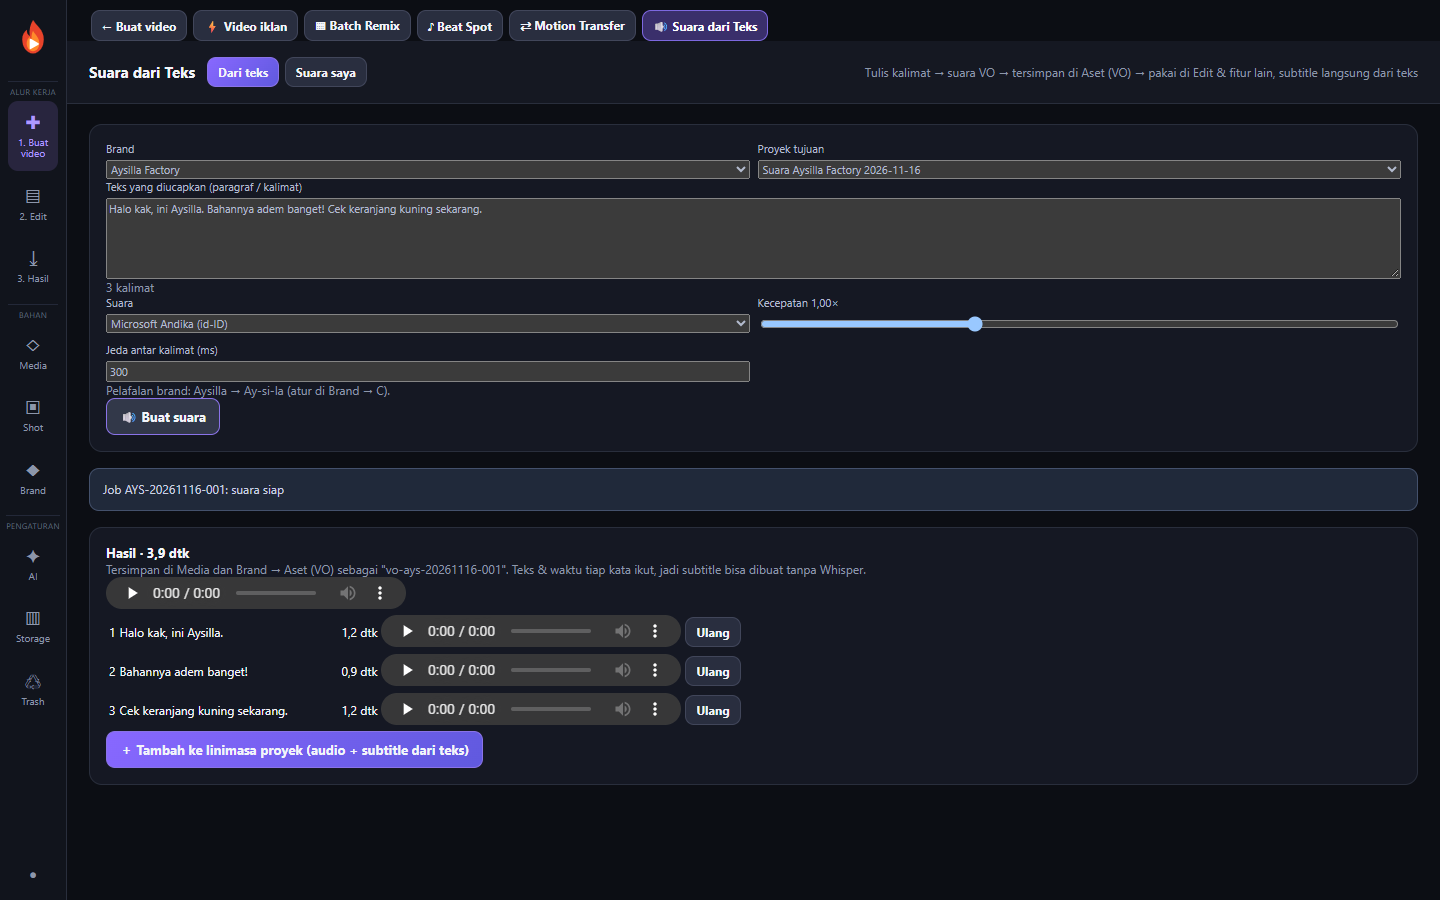 ← Buat video
Video iklan
Batch Remix
Beat Spot
Motion Transfer
Suara dari Teks
Suara dari Teks
Dari teks
Suara saya
Tulis kalimat → suara VO → tersimpan di Aset (VO) → pakai di Edit & fitur lain, subtitle langsung dari teks
ALUR KERJA
1. Buat
video
2. Edit
3. Hasil
BAHAN
Media
Shot
Brand
PENGATURAN
AI
Storage
Trash
Brand
Aysilla Factory
Proyek tujuan
Suara Aysilla Factory 2026-11-16
Teks yang diucapkan (paragraf / kalimat)
Halo kak, ini Aysilla. Bahannya adem banget! Cek keranjang kuning sekarang.
3 kalimat
Suara
Microsoft Andika (id-ID)
Kecepatan 1,00×
Jeda antar kalimat (ms)
300
Pelafalan brand: Aysilla → Ay-si-la (atur di Brand → C).
Buat suara
Job AYS-20261116-001: suara siap
Hasil · 3,9 dtk
Tersimpan di Media dan Brand → Aset (VO) sebagai "vo-ays-20261116-001". Teks & waktu tiap kata ikut, jadi subtitle bisa dibuat tanpa Whisper.
0:00 / 0:00
1 Halo kak, ini Aysilla. 1,2 dtk 0:00 / 0:00 Ulang
2 Bahannya adem banget! 0,9 dtk 0:00 / 0:00 Ulang
3 Cek keranjang kuning sekarang. 1,2 dtk 0:00 / 0:00 Ulang
+ Tambah ke linimasa proyek (audio + subtitle dari teks)